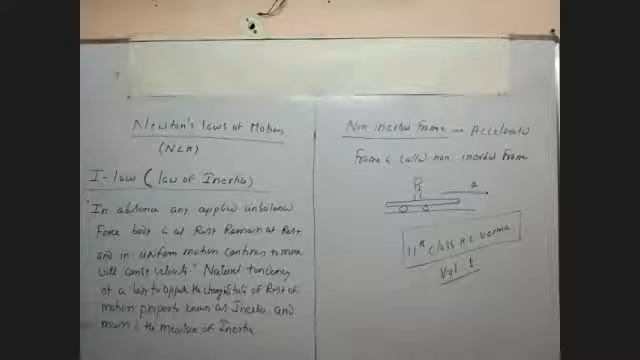 Newton's laws of Motion
(NLM)
I-law (law of Inertia)
"In absence any applied unbalance
Force body is at Rest Remain at Rest
and in uniform motion continues to move
with const velocity." Natural tendency
of a body to oppose the change state of Rest of
motion property known as Inertia and
mass is the measure of Inertia
Non inertial frame → Accelerated
Frame is called non inertial frame
a
11th Class H C Verma
Vol 1